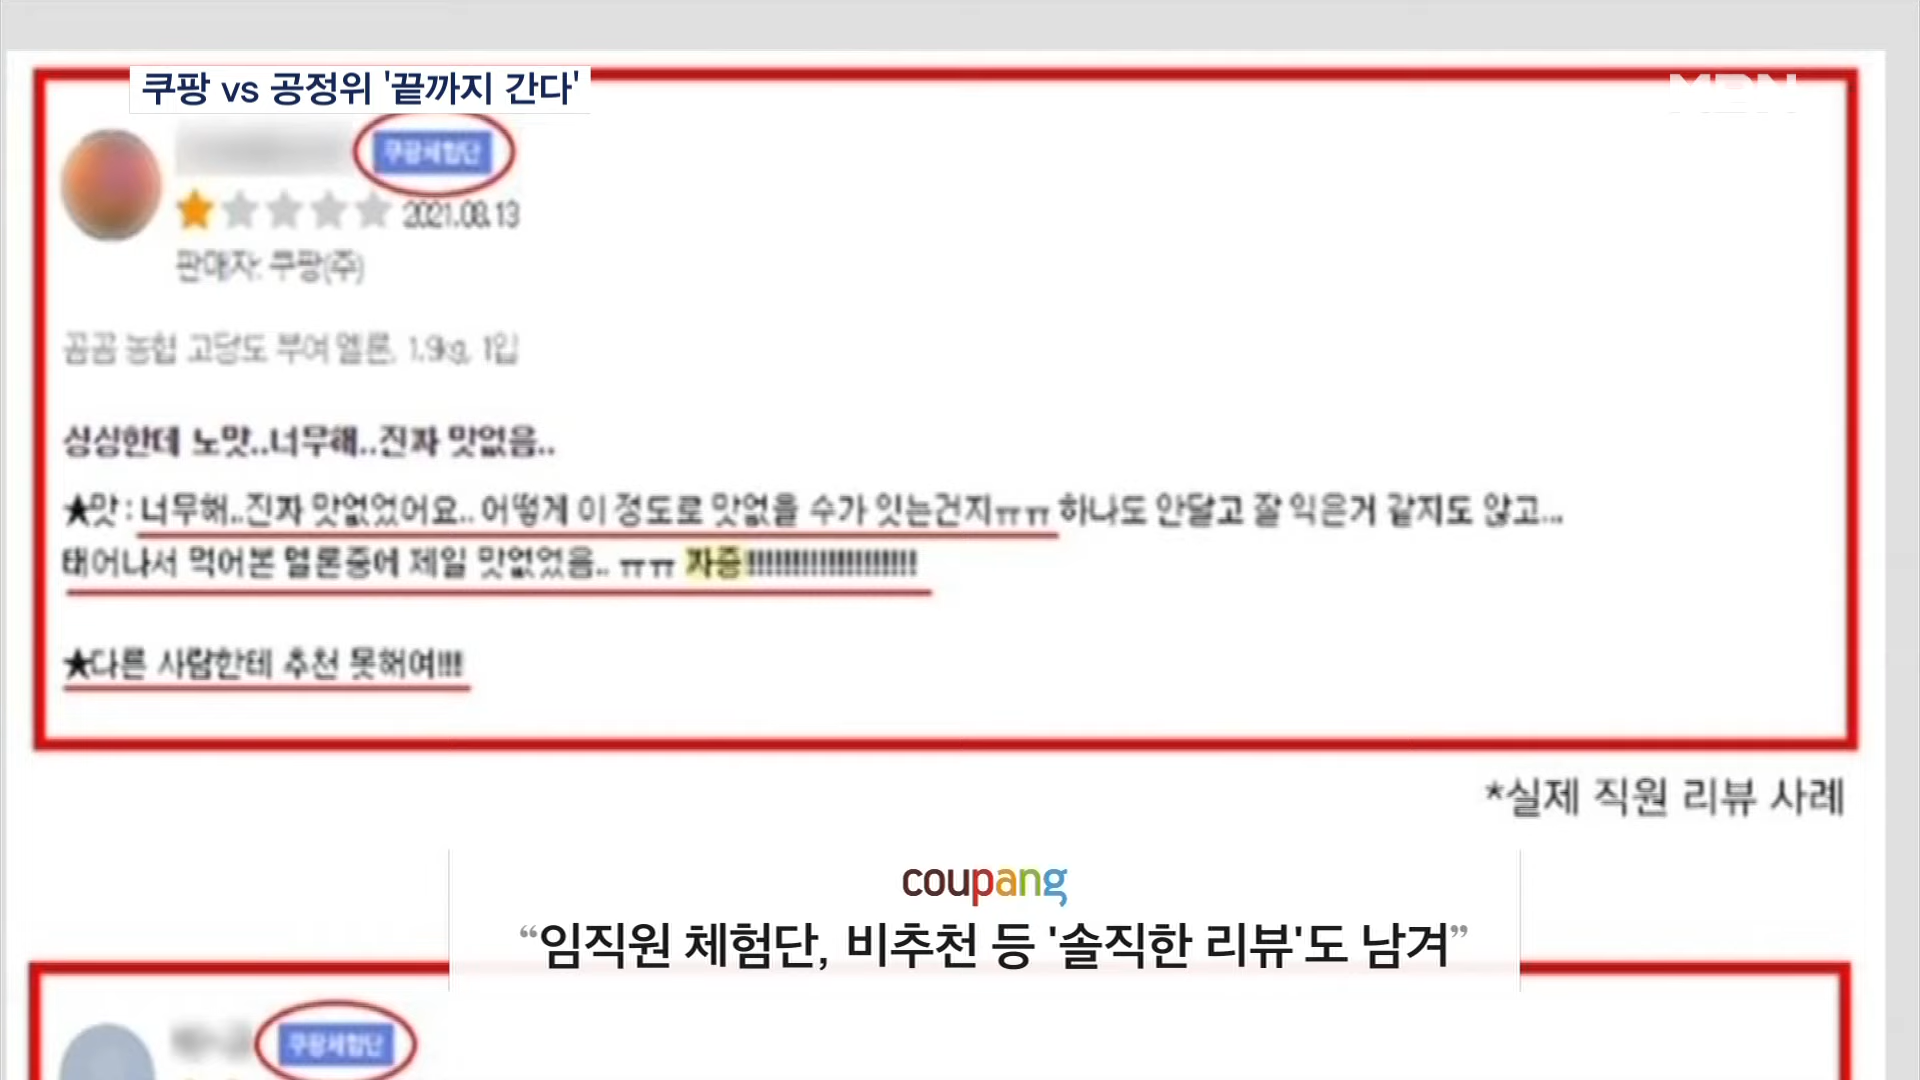 쿠팡 vs 공정위 '끝까지 간다'
MBN
쿠팡체험단
2021.08.13
판매자: 쿠팡(주)
꼼꼼 농협 고당도 부여 멜론, 1.9kg, 1입
싱싱한데 노맛..너무해..진짜 맛없음..
★맛 : 너무해..진짜 맛없었어요.. 어떻게 이 정도로 맛없을 수가 잇는건지ㅠㅠ 하나도 안달고 잘 익은거 같지도 않고...
태어나서 먹어본 멜론중에 제일 맛없었음.. ㅠㅠ 짜증!!!!!!!!!!!!!!!!!!!!
★다른 사람한테 추천 못해여!!!
*실제 직원 리뷰 사례
coupang
“임직원 체험단, 비추천 등 '솔직한 리뷰'도 남겨”
쿠팡체험단